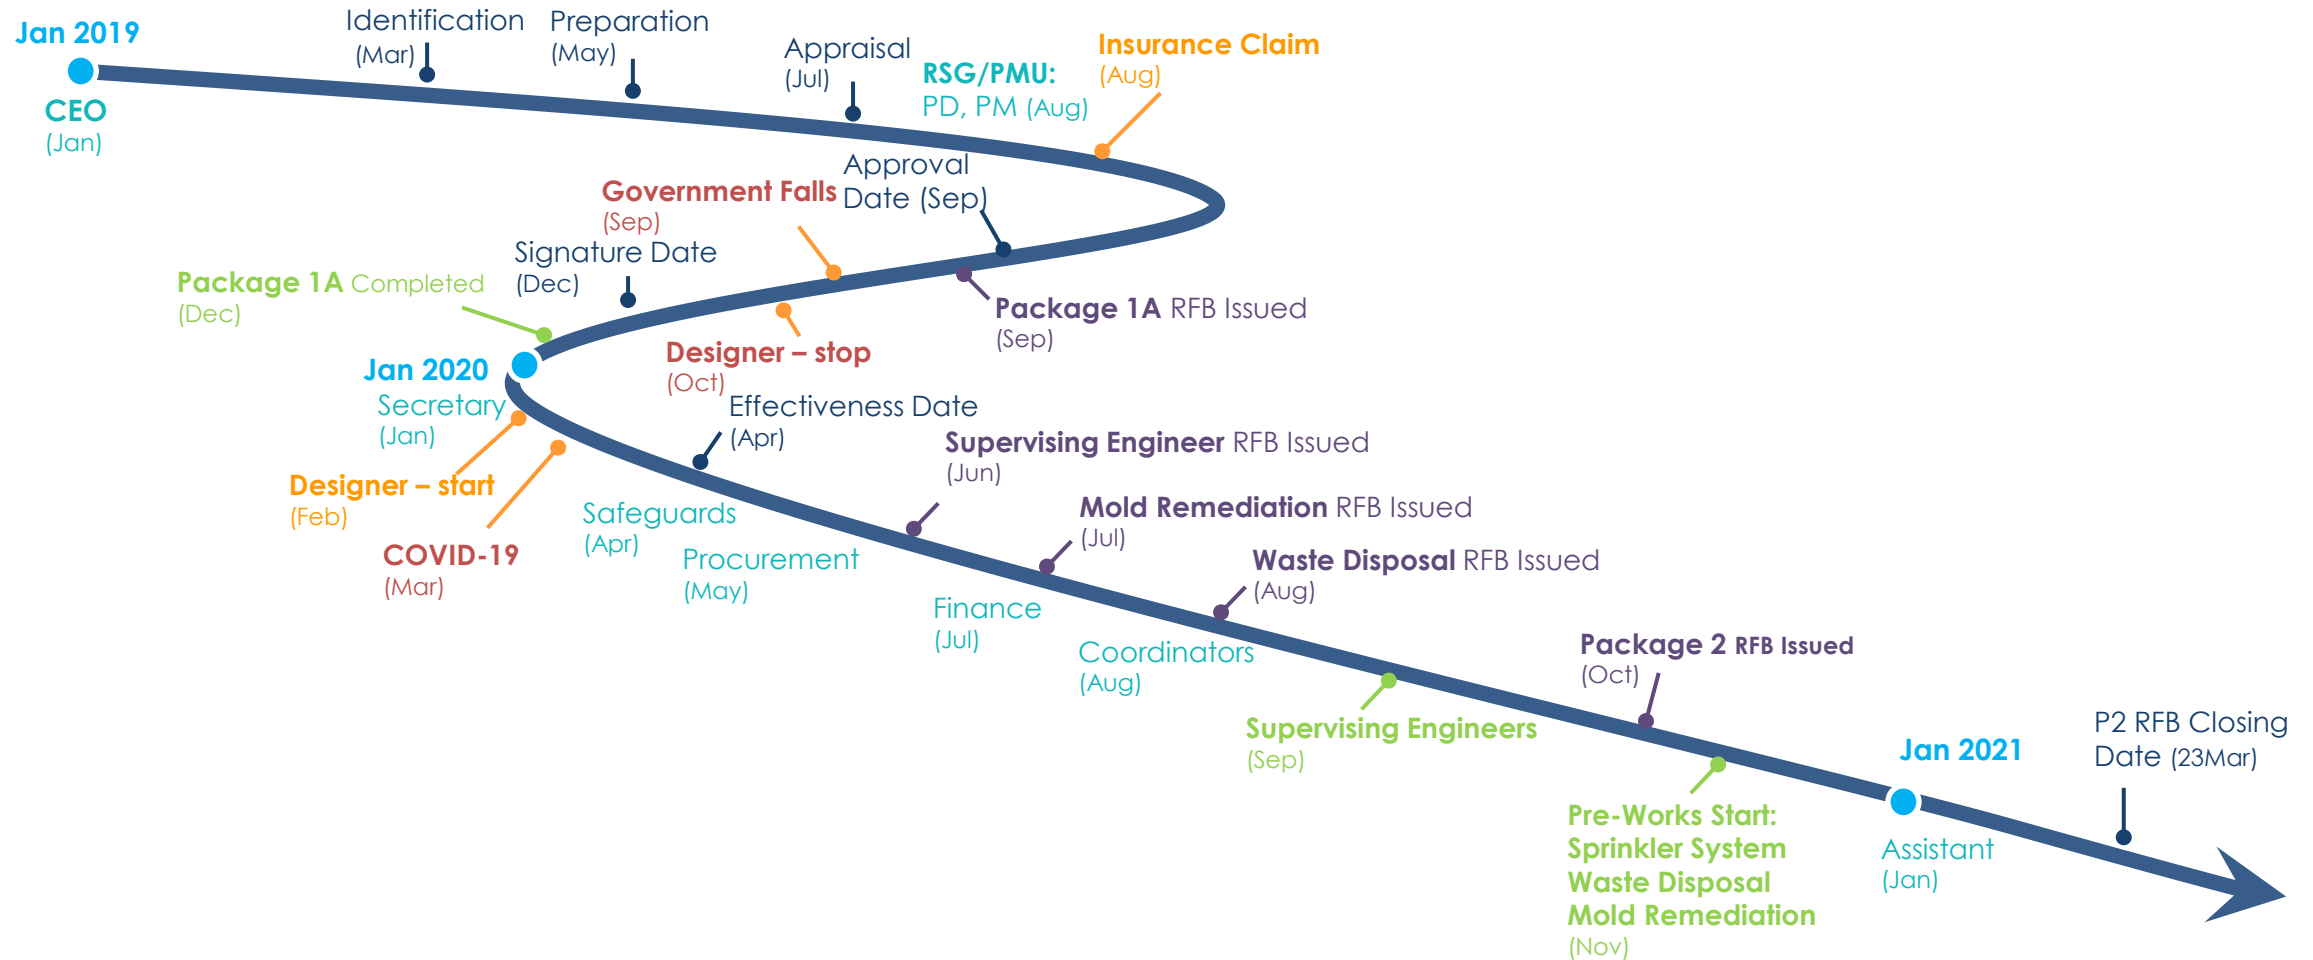 Jan 2019
CEO
(Jan)
Identification
(Mar)
Preparation
(May)
Appraisal
(Jul)
RSG/PMU:
PD, PM (Aug)
Insurance Claim
(Aug)
Approval
Date (Sep)
Government Falls
(Sep)
Package 1A RFB Issued
(Sep)
Signature Date
(Dec)
Designer – stop
(Oct)
Package 1A Completed
(Dec)
Jan 2020
Secretary
(Jan)
Designer – start
(Feb)
COVID-19
(Mar)
Effectiveness Date
(Apr)
Safeguards
(Apr)
Procurement
(May)
Supervising Engineer RFB Issued
(Jun)
Mold Remediation RFB Issued
(Jul)
Finance
(Jul)
Waste Disposal RFB Issued
(Aug)
Coordinators
(Aug)
Supervising Engineers
(Sep)
Package 2 RFB Issued
(Oct)
Pre-Works Start:
Sprinkler System
Waste Disposal
Mold Remediation
(Nov)
Jan 2021
Assistant
(Jan)
P2 RFB Closing
Date (23Mar)